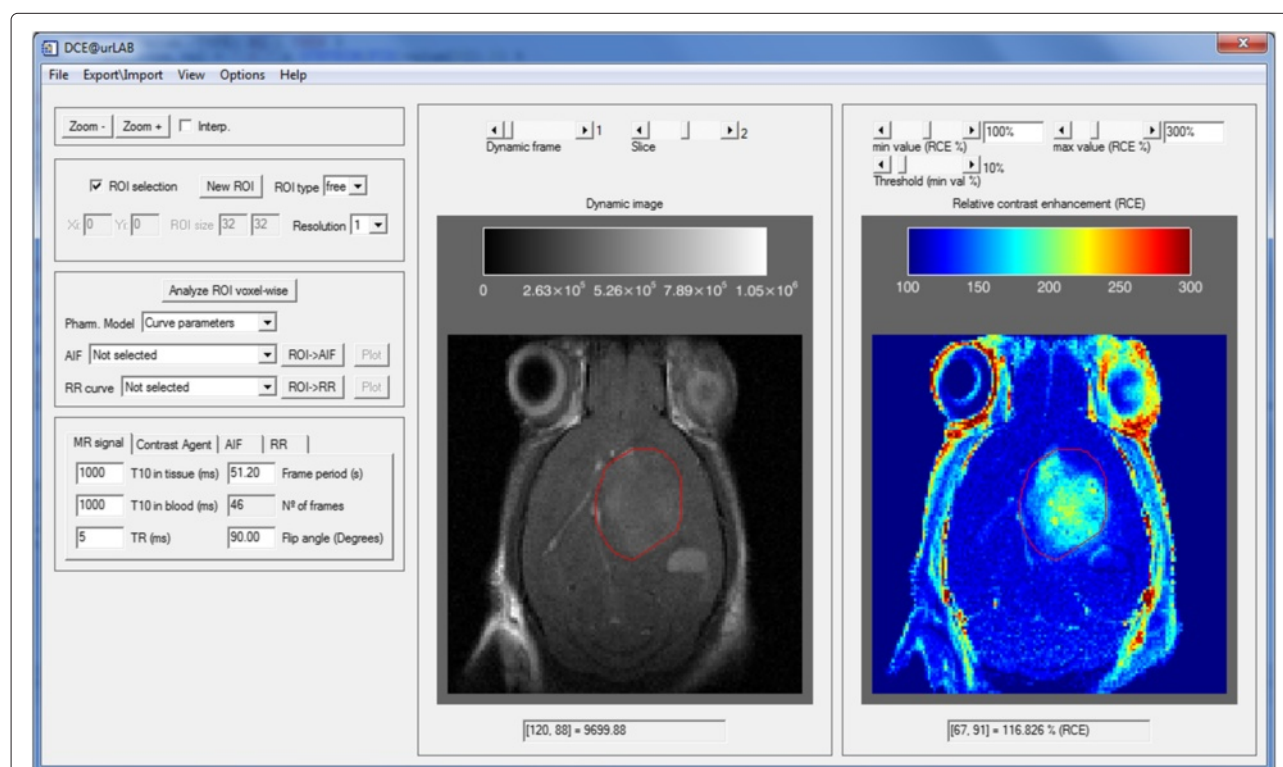 DCE@urLAB
File Export\Import View Options Help
Zoom - Zoom + Interp.
ROI selection New ROI ROI type free
Xi: 0 Yi: 0 ROI size 32 32 Resolution 1
Analyze ROI voxel-wise
Pharm. Model Curve parameters
AIF Not selected ROI->AIF Plot
RR curve Not selected ROI->RR Plot
MR signal Contrast Agent AIF RR
1000 T10 in tissue (ms) 51.20 Frame period (s)
1000 T10 in blood (ms) 46 Nº of frames
5 TR (ms) 90.00 Flip angle (Degrees)
1 2
Dynamic frame Slice
Dynamic image
0 2.63×10⁵ 5.26×10⁵ 7.89×10⁵ 1.05×10⁶
[120, 88] = 9699.88
100% 300%
min value (RCE %) max value (RCE %)
10%
Threshold (min val %)
Relative contrast enhancement (RCE)
100 150 200 250 300
[67, 91] = 116.826 % (RCE)